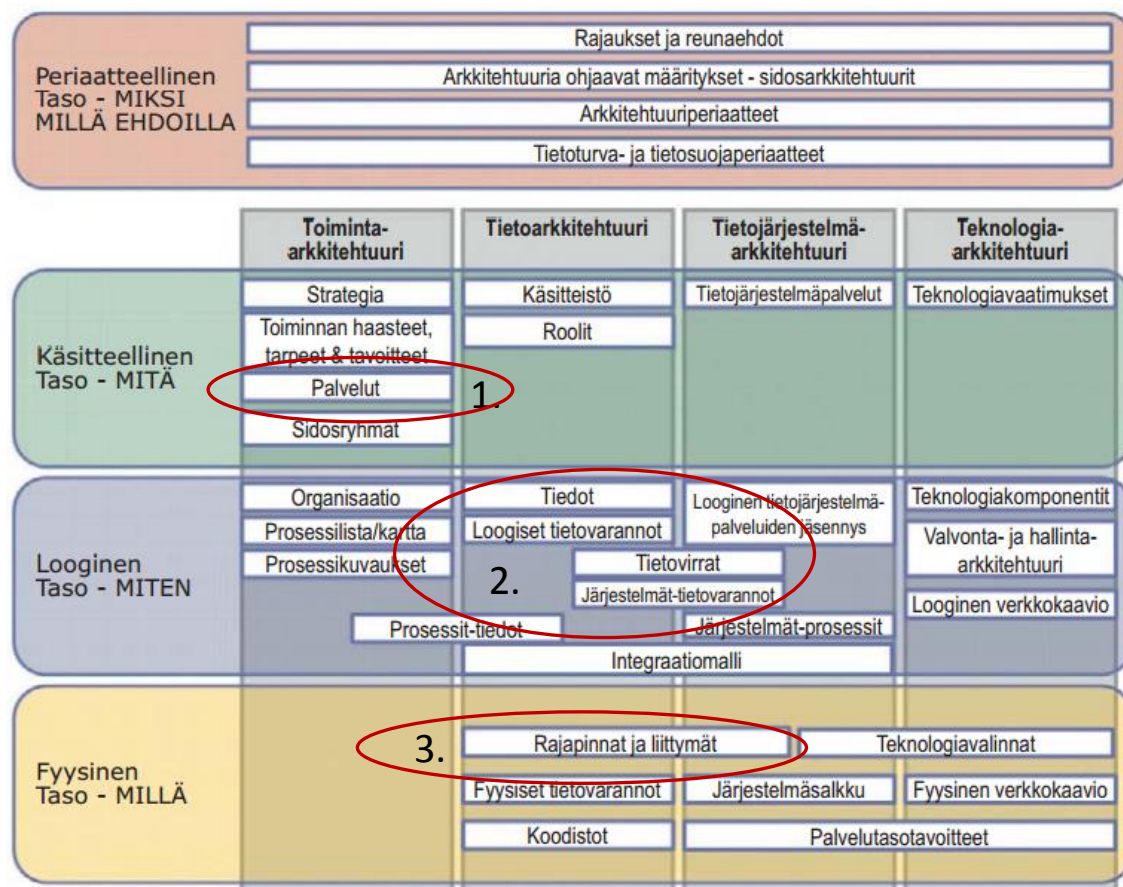 Periaatteellinen
Taso - MIKSI
MILLÄ EHDOILLA
Rajaukset ja reunaehdot
Arkkitehtuuria ohjaavat määritykset - sidosarkkitehtuurit
Arkkitehtuuriperiaatteet
Tietoturva- ja tietosuojaperiaatteet
Toiminta-
arkkitehtuuri
Tietoarkkitehtuuri
Tietojärjestelmä-
arkkitehtuuri
Teknologia-
arkkitehtuuri
Käsitteellinen
Taso - MITÄ
Strategia
Toiminnan haasteet,
tarpeet & tavoitteet
Palvelut
1.
Sidosryhmat
Käsitteistö
Roolit
Tietojärjestelmäpalvelut
Teknologiavaatimukset
Looginen
Taso - MITEN
Organisaatio
Prosessilista/kartta
Prosessikuvaukset
Tiedot
Loogiset tietovarannot
2.
Looginen tietojärjestelmä-
palveluiden jäsennys
Tietovirrat
Järjestelmät-tietovarannot
Prosessit-tiedot
Järjestelmät-prosessit
Integraatiomalli
Teknologiakomponentit
Valvonta- ja hallinta-
arkkitehtuuri
Looginen verkkokaavio
Fyysinen
Taso - MILLÄ
3.
Rajapinnat ja liittymät
Teknologiavalinnat
Fyysiset tietovarannot
Järjestelmäsalkku
Fyysinen verkkokaavio
Koodistot
Palvelutasotavoitteet